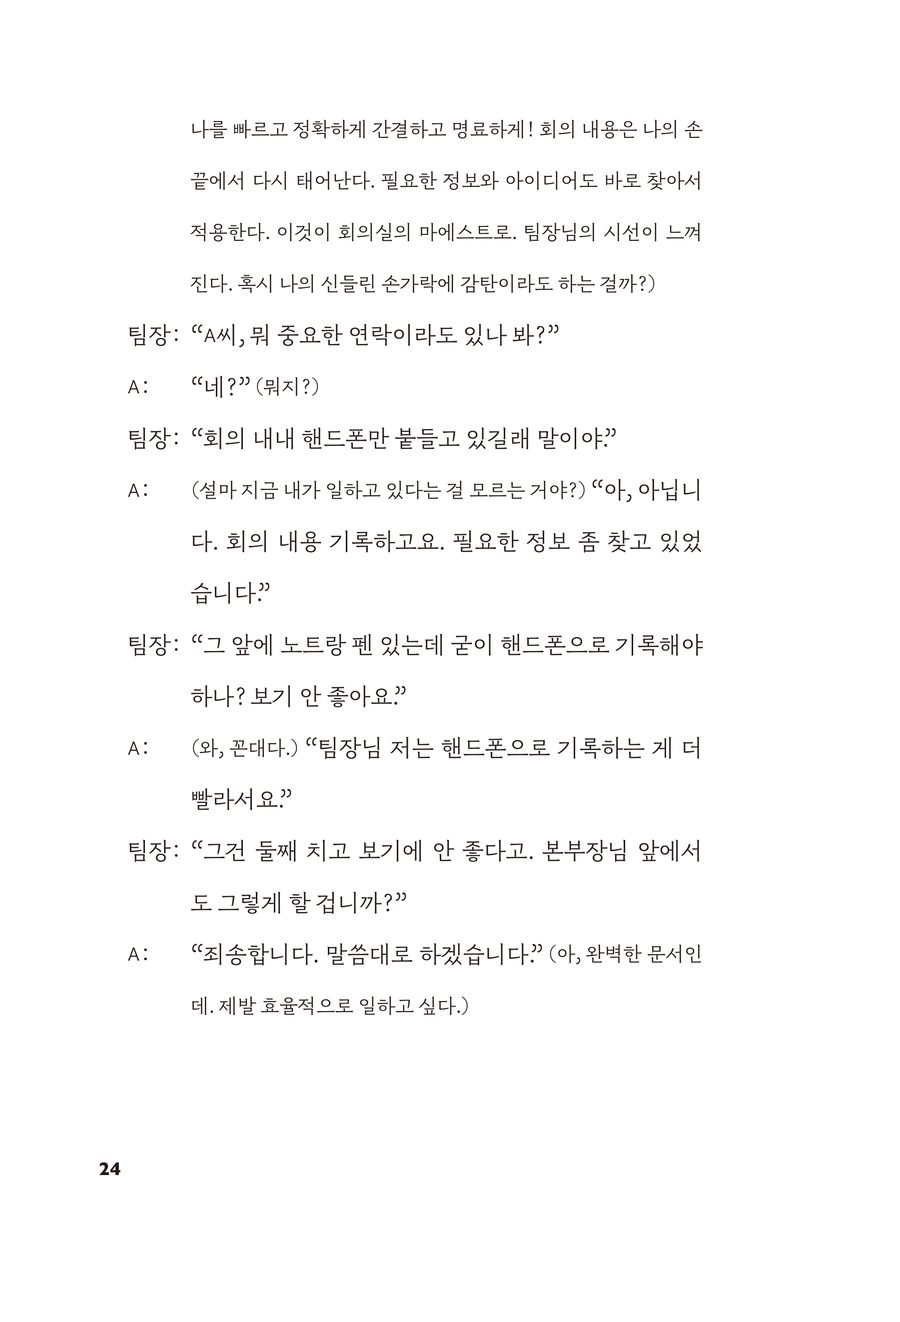 나를 빠르고 정확하게 간결하고 명료하게! 회의 내용은 나의 손
끝에서 다시 태어난다. 필요한 정보와 아이디어도 바로 찾아서
적용한다. 이것이 회의실의 마에스트로. 팀장님의 시선이 느껴
진다. 혹시 나의 신들린 손가락에 감탄이라도 하는 걸까?)
팀장: “A씨, 뭐 중요한 연락이라도 있나 봐?”
A: “네?” (뭐지?)
팀장: “회의 내내 핸드폰만 붙들고 있길래 말이야.”
A: (설마 지금 내가 일하고 있다는 걸 모르는 거야?) “아, 아닙니
다. 회의 내용 기록하고요. 필요한 정보 좀 찾고 있었
습니다.”
팀장: “그 앞에 노트랑 펜 있는데 굳이 핸드폰으로 기록해야
하나? 보기 안 좋아요.”
A: (와, 꼰대다.) “팀장님 저는 핸드폰으로 기록하는 게 더
빨라서요.”
팀장: “그건 둘째 치고 보기에 안 좋다고. 본부장님 앞에서
도 그렇게 할 겁니까?”
A: “죄송합니다. 말씀대로 하겠습니다.” (아, 완벽한 문서인
데. 제발 효율적으로 일하고 싶다.)
24